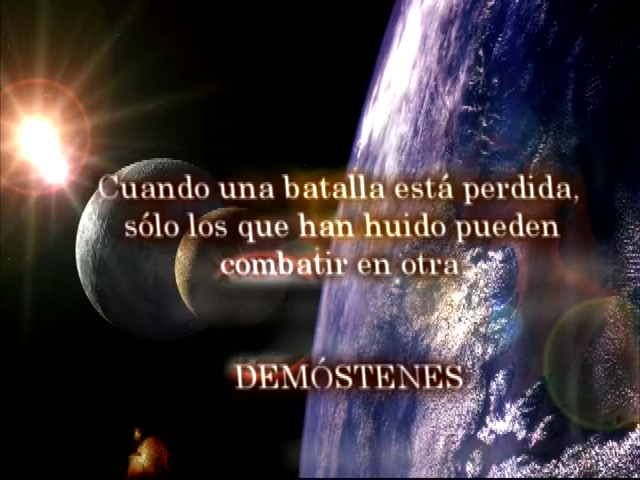 Cuando una batalla está perdida,
sólo los que han huido pueden
combatir en otra.
DEMÓSTENES